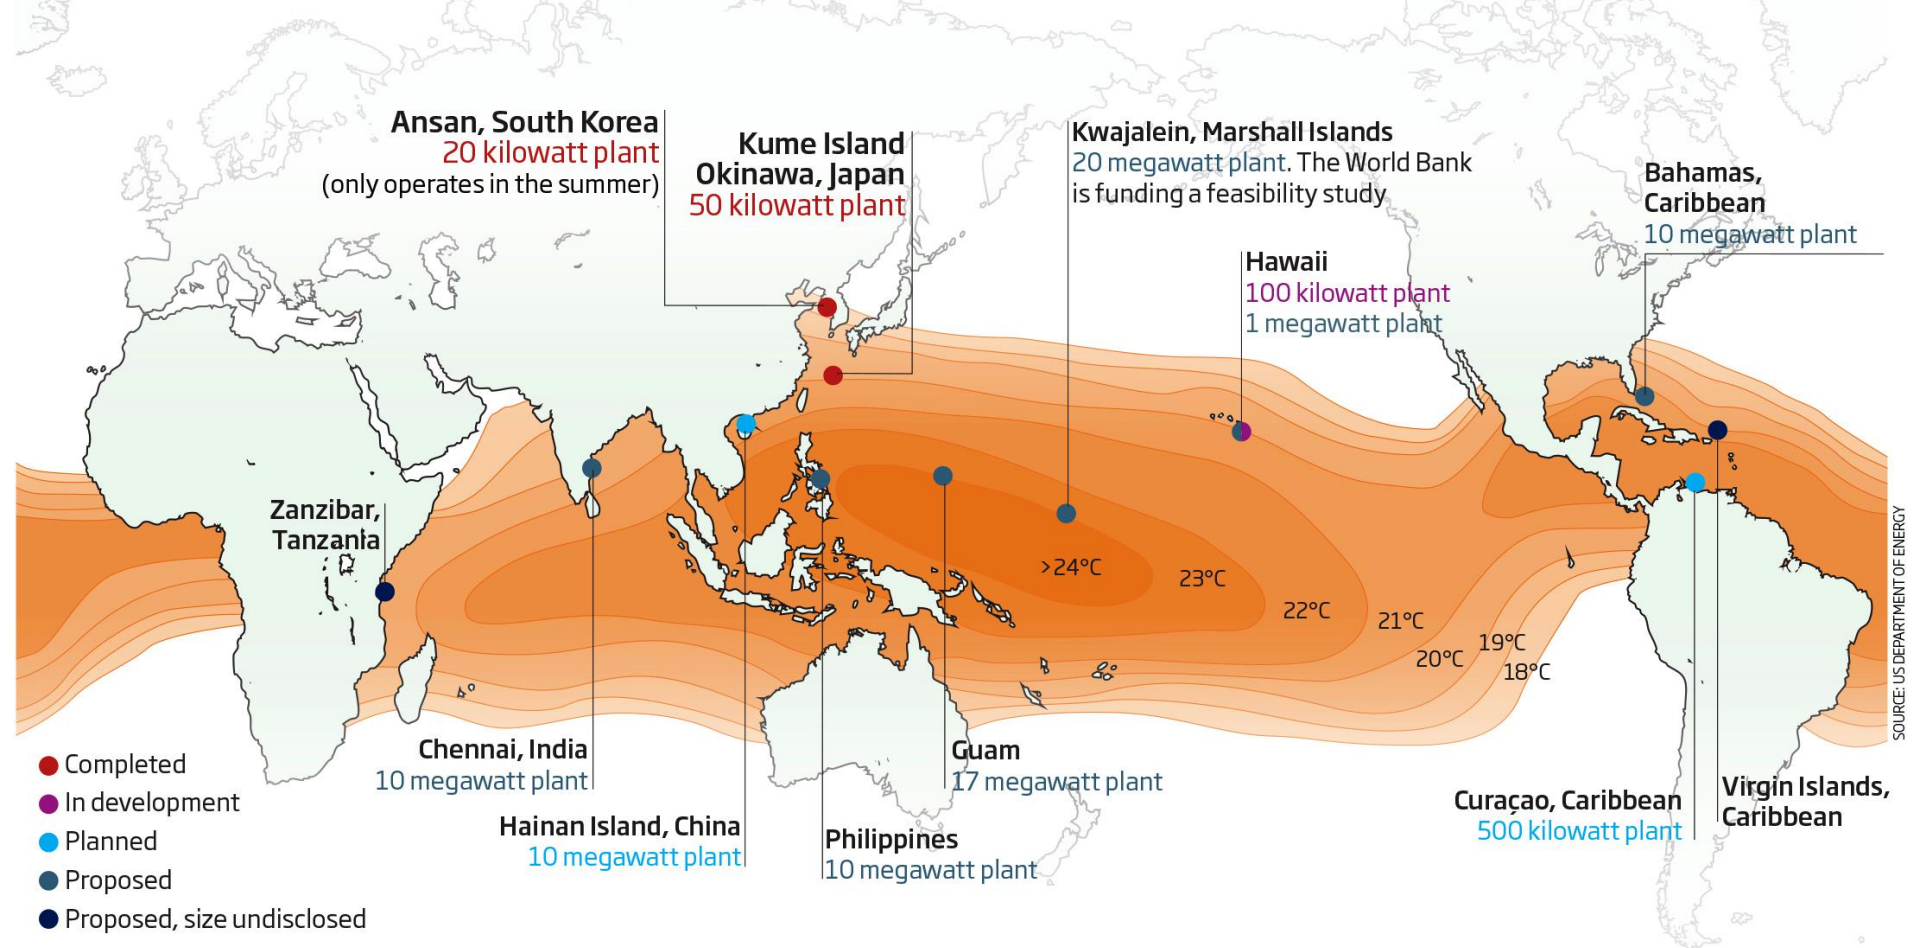 Ansan, South Korea
20 kilowatt plant
(only operates in the summer)
Kume Island
Okinawa, Japan
50 kilowatt plant
Kwajalein, Marshall Islands
20 megawatt plant. The World Bank
is funding a feasibility study
Hawaii
100 kilowatt plant
1 megawatt plant
Bahamas,
Caribbean
10 megawatt plant
Zanzibar,
Tanzania
>24°C
23°C
22°C
21°C
20°C
19°C
18°C
Chennai, India
10 megawatt plant
Hainan Island, China
10 megawatt plant
Philippines
10 megawatt plant
Guam
17 megawatt plant
Curaçao, Caribbean
500 kilowatt plant
Virgin Islands,
Caribbean
Completed
In development
Planned
Proposed
Proposed, size undisclosed
SOURCE: US DEPARTMENT OF ENERGY